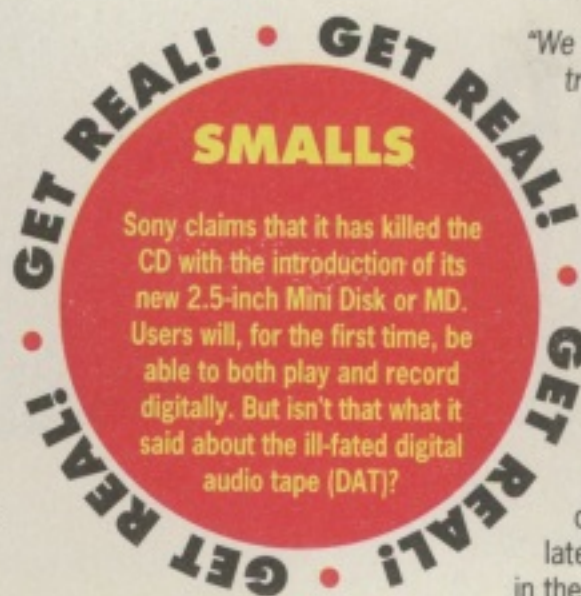 GET REAL! • GET REAL! • GET REAL! • GET REAL! •
SMALLS
Sony claims that it has killed the
CD with the introduction of its
new 2.5-inch Mini Disk or MD.
Users will, for the first time, be
able to both play and record
digitally. But isn't that what it
said about the ill-fated digital
audio tape (DAT)?
"We
late
in the